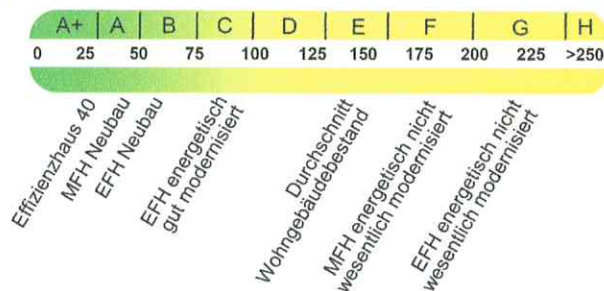 A+ A B C D E F G H
0 25 50 75 100 125 150 175 200 225 >250
Effizienzhaus 40
MFH Neubau
EFH Neubau
EFH energetisch
gut modernisiert
Durchschnitt
Wohngebäudebestand
MFH energetisch nicht
wesentlich modernisiert
EFH energetisch nicht
wesentlich modernisiert